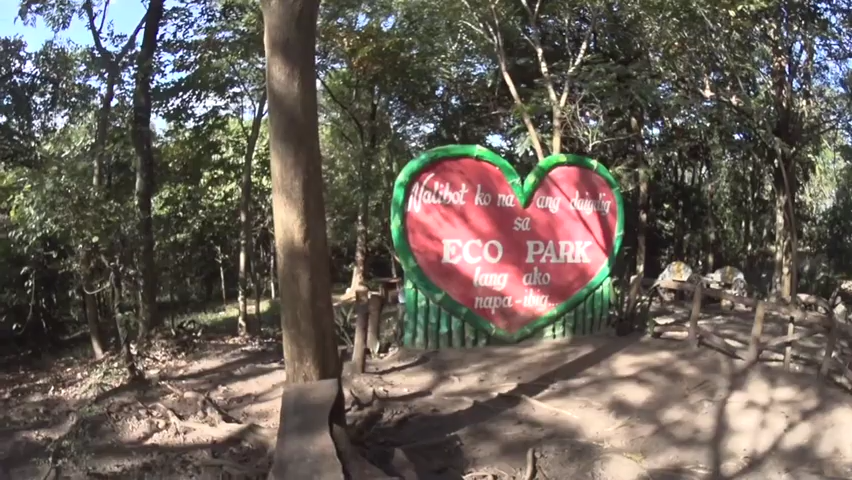 Nalibot ko na ang daigdig
sa
ECO PARK
lang ako
napa-ibig...